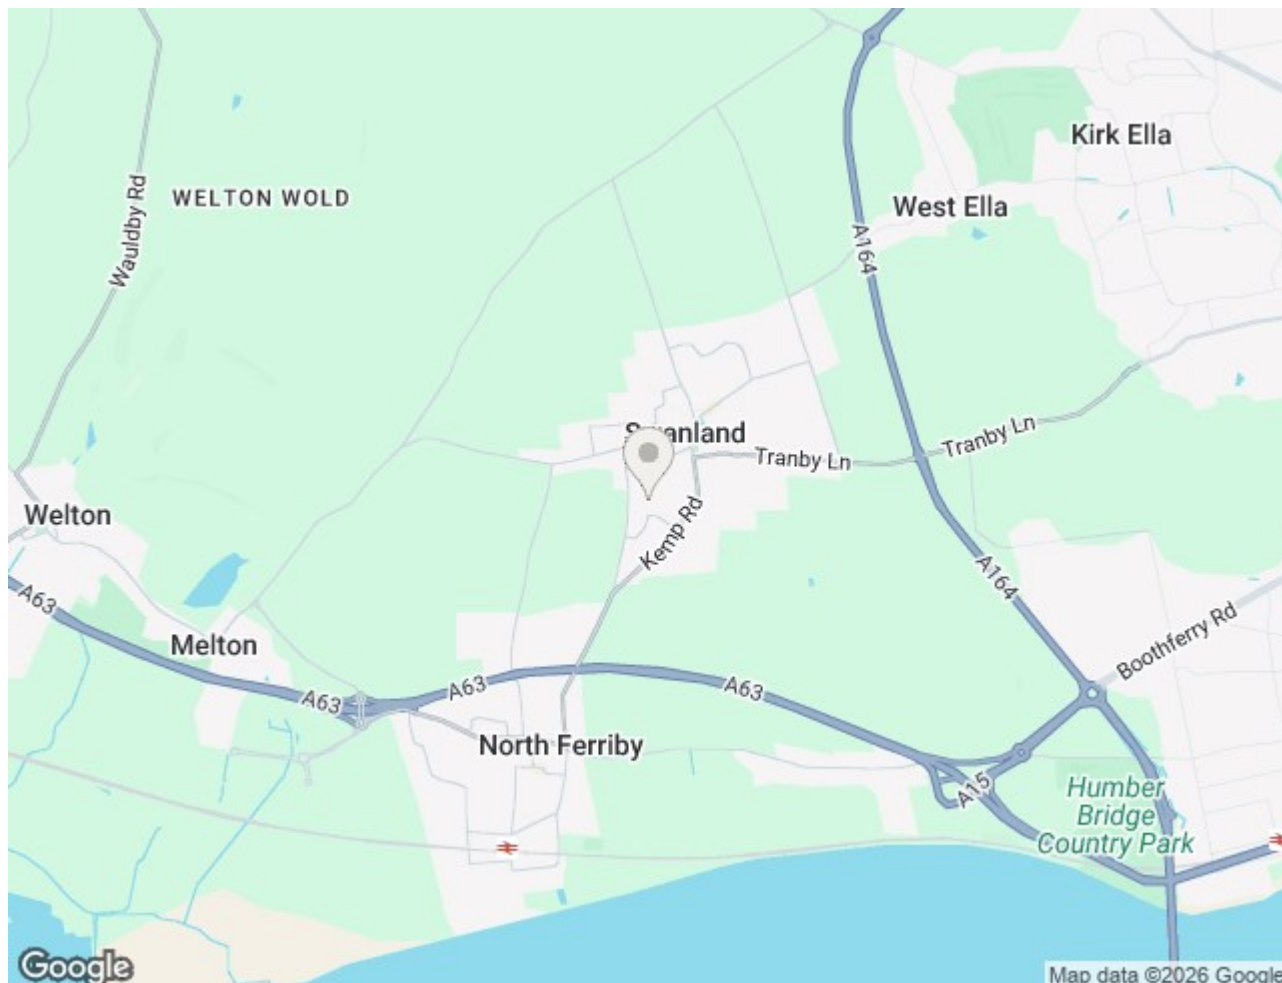 Kirk Ella
WELTON WOLD
Wauldby Rd
West Ella
A164
Swanland
Tranby Ln
Tranby Ln
Welton
Kemp Rd
A164
A63
Boothferry Rd
Melton
A63
A63
A63
North Ferriby
A15
Humber
Bridge
Country Park
Google
Map data ©2026 Google